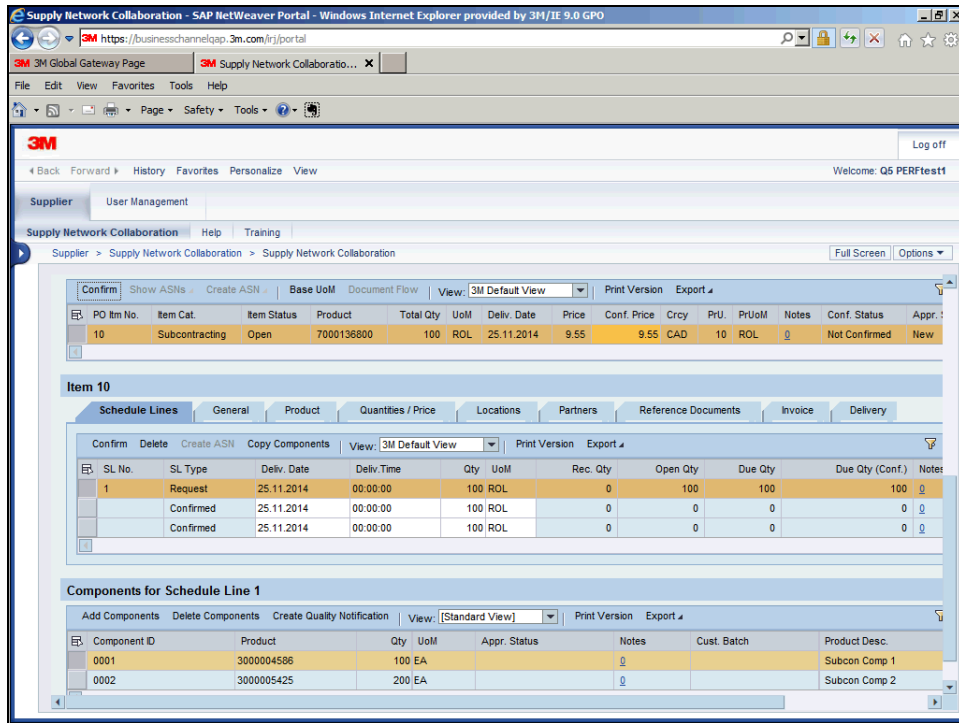 Supply Network Collaboration - SAP NetWeaver Portal - Windows Internet Explorer provided by 3M/IE 9.0 GPO
3M https://businesschannelqap.3m.com/irj/portal
3M 3M Global Gateway Page 3M Supply Network Collaboratio... X
File Edit View Favorites Tools Help
Page Safety Tools
3M Log off
Back Forward History Favorites Personalize View Welcome: Q5 PERFtest1
Supplier User Management
Supply Network Collaboration Help Training
Supplier > Supply Network Collaboration > Supply Network Collaboration Full Screen Options
Confirm Show ASNs Create ASN Base UoM Document Flow View: 3M Default View Print Version Export
PO Itm No. Item Cat. Item Status Product Total Qty UoM Deliv. Date Price Conf. Price Crcy PrU. PrUoM Notes Conf. Status Appr.
10 Subcontracting Open 7000136800 100 ROL 25.11.2014 9.55 9.55 CAD 10 ROL 0 Not Confirmed New
Item 10
Schedule Lines General Product Quantities / Price Locations Partners Reference Documents Invoice Delivery
Confirm Delete Create ASN Copy Components View: 3M Default View Print Version Export
SL No. SL Type Deliv. Date Deliv.Time Qty UoM Rec. Qty Open Qty Due Qty Due Qty (Conf.) Notes
1 Request 25.11.2014 00:00:00 100 ROL 0 100 100 100 0
Confirmed 25.11.2014 00:00:00 100 ROL 0 0 0 0 0
Confirmed 25.11.2014 00:00:00 100 ROL 0 0 0 0 0
Components for Schedule Line 1
Add Components Delete Components Create Quality Notification View: [Standard View] Print Version Export
Component ID Product Qty UoM Appr. Status Notes Cust. Batch Product Desc.
0001 3000004586 100 EA 0 Subcon Comp 1
0002 3000005425 200 EA 0 Subcon Comp 2